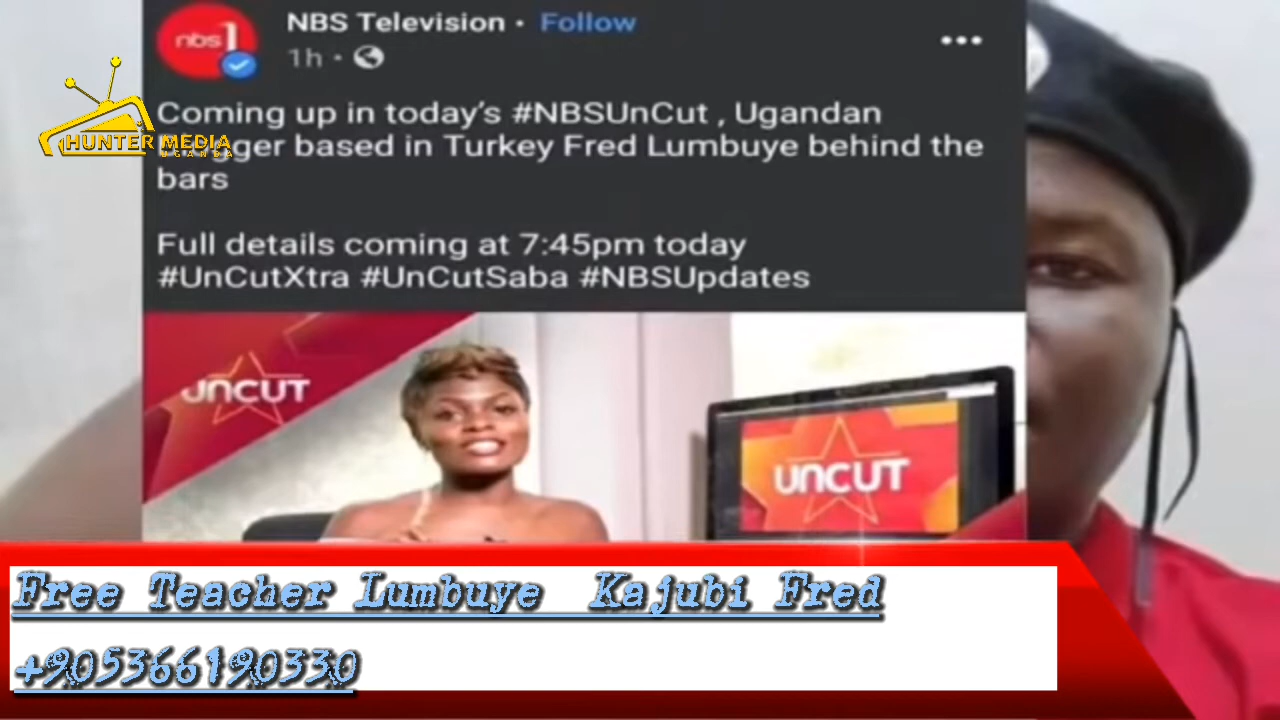 nbs
NBS Television · Follow
1h ·
HUNTER MEDIA
UGANDA
Coming up in today's #NBSUnCut , Ugandan
based in Turkey Fred Lumbuye behind the
bars
Full details coming at 7:45pm today
#UnCutXtra #UnCutSaba #NBSUpdates
UNCUT
UNCUT
Free Teacher Lumbuye Kajubi Fred
+905366190330